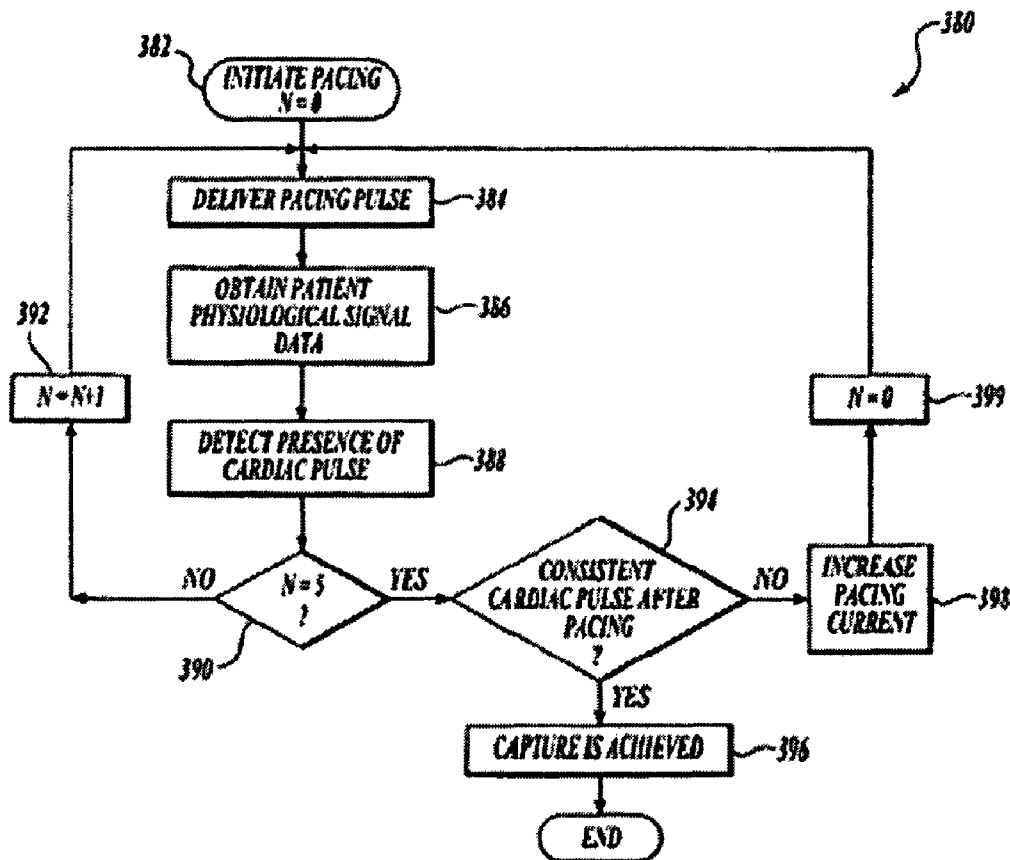 380
382
INITIATE PACING
N = 0
DELIVER PACING PULSE
384
OBTAIN PATIENT
PHYSIOLOGICAL SIGNAL
DATA
386
392
N = N+1
N = 0
399
DETECT PRESENCE OF
CARDIAC PULSE
388
394
NO
N = 5
?
YES
CONSISTENT
CARDIAC PULSE AFTER
PACING
?
NO
INCREASE
PACING
CURRENT
398
390
YES
CAPTURE IS ACHIEVED
396
END